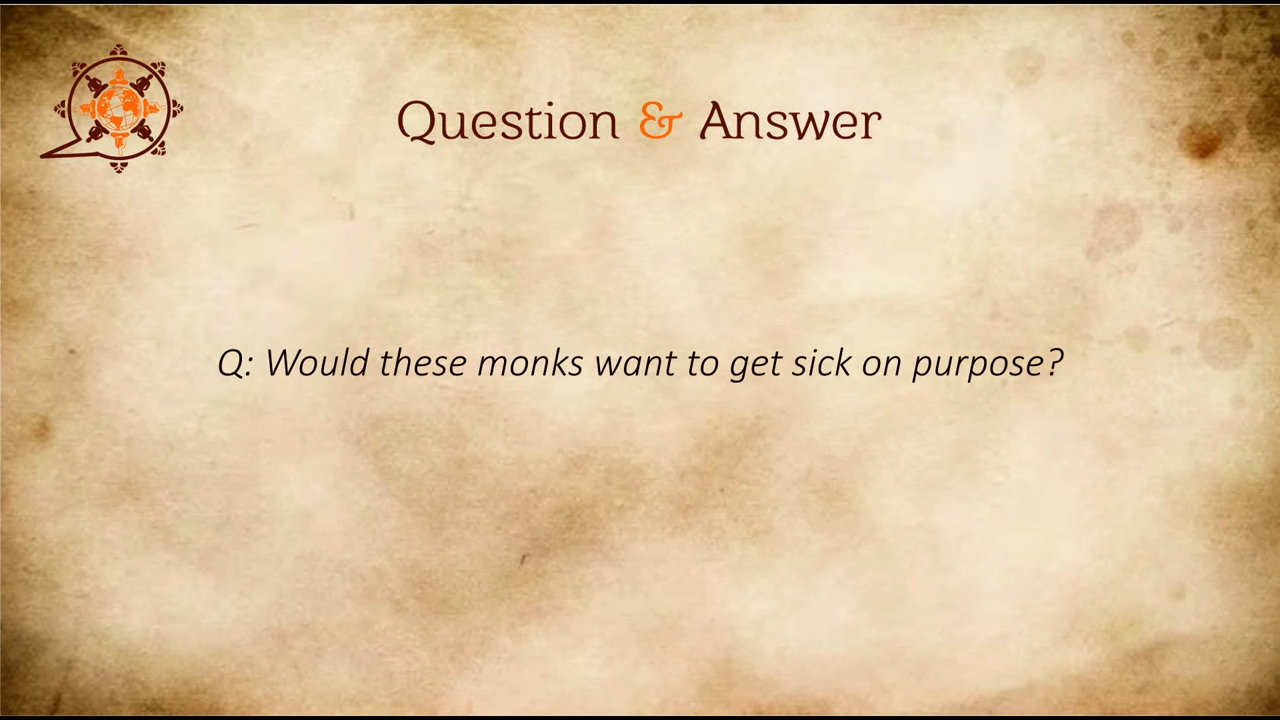 Question & Answer
Q: Would these monks want to get sick on purpose?